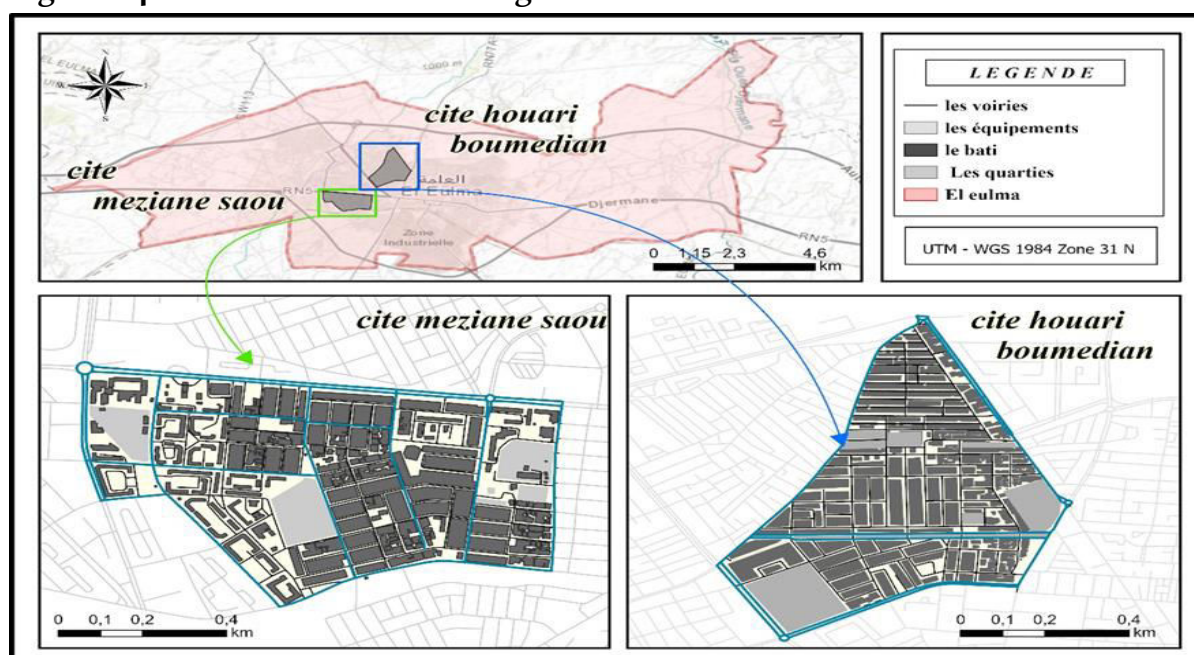 cite houari
boumedian
cite
meziane saou
العلمة
El Eulma
RN5
Djermane
Zone
Industrielle
RN5
0 1,15 2,3 4,6
km
LEGENDE
les voiries
les équipements
le bati
Les quarties
El eulma
UTM - WGS 1984 Zone 31 N
cite meziane saou
0 0,1 0,2 0,4
km
cite houari
boumedian
0 0,1 0,2 0,4
km